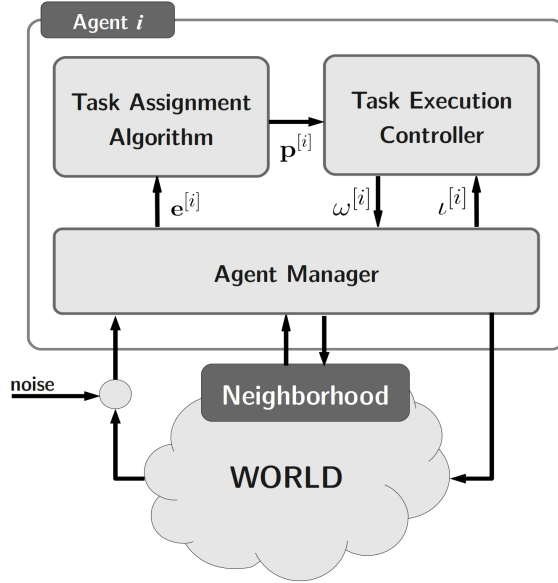 Agent i
Task Assignment
Algorithm
Task Execution
Controller
p[i]
e[i]
ω[i]
ι[i]
Agent Manager
noise
Neighborhood
WORLD